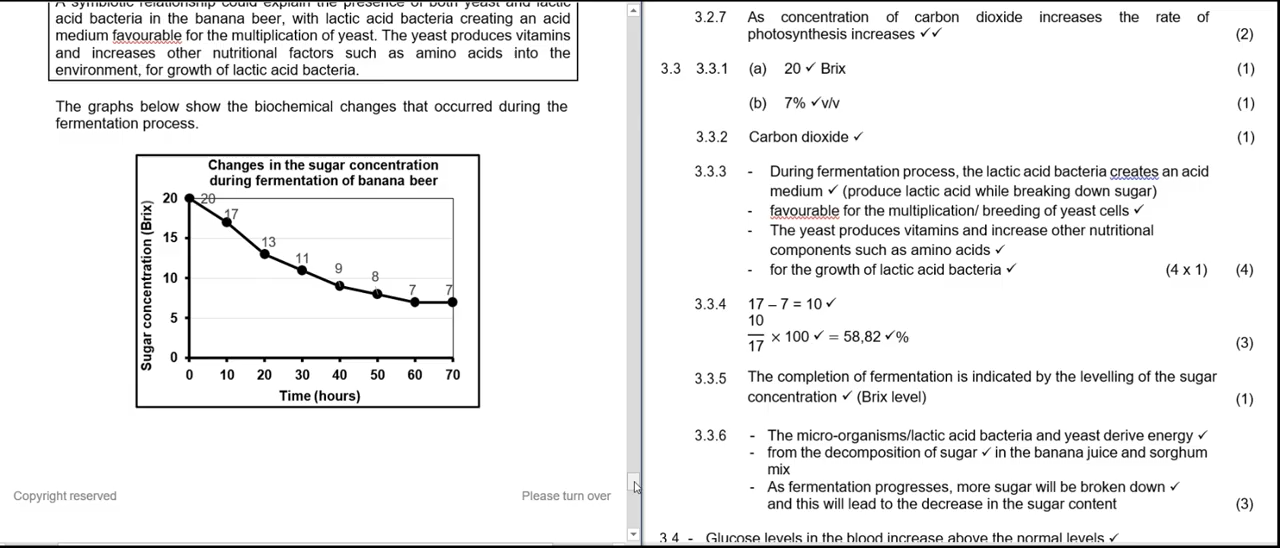 A symbiotic relationship could explain the presence of both yeast and lactic
acid bacteria in the banana beer, with lactic acid bacteria creating an acid
medium favourable for the multiplication of yeast. The yeast produces vitamins
and increases other nutritional factors such as amino acids into the
environment, for growth of lactic acid bacteria.
The graphs below show the biochemical changes that occurred during the
fermentation process.
Changes in the sugar concentration
during fermentation of banana beer
Sugar concentration (Brix)
20
15
10
5
0
20
17
13
11
9
8
7
7
0 10 20 30 40 50 60 70
Time (hours)
Copyright reserved
Please turn over
3.2.7 As concentration of carbon dioxide increases the rate of
photosynthesis increases ✓✓ (2)
3.3 3.3.1 (a) 20 ✓ Brix (1)
(b) 7% ✓v/v (1)
3.3.2 Carbon dioxide ✓ (1)
3.3.3 - During fermentation process, the lactic acid bacteria creates an acid
medium ✓ (produce lactic acid while breaking down sugar)
- favourable for the multiplication/ breeding of yeast cells ✓
- The yeast produces vitamins and increase other nutritional
components such as amino acids ✓
- for the growth of lactic acid bacteria ✓ (4 x 1) (4)
3.3.4 17 – 7 = 10 ✓
10
17 × 100 ✓ = 58,82 ✓%
(3)
3.3.5 The completion of fermentation is indicated by the levelling of the sugar
concentration ✓ (Brix level) (1)
3.3.6 - The micro-organisms/lactic acid bacteria and yeast derive energy ✓
- from the decomposition of sugar ✓ in the banana juice and sorghum
mix
- As fermentation progresses, more sugar will be broken down ✓
and this will lead to the decrease in the sugar content (3)
3.4 - Glucose levels in the blood increase above the normal levels ✓